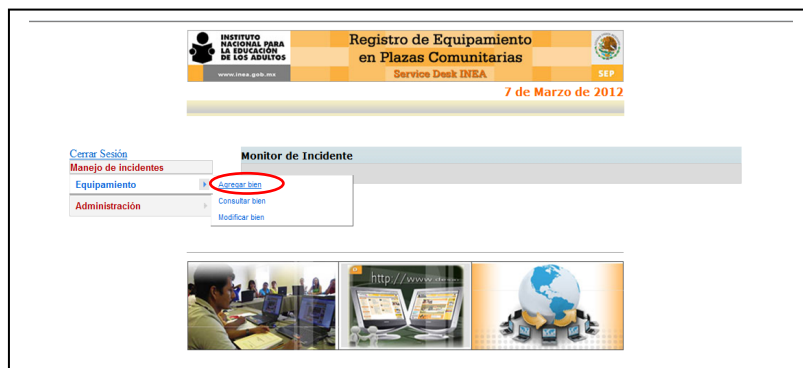 INSTITUTO
NACIONAL PARA
LA EDUCACIÓN
DE LOS ADULTOS
www.inea.gob.mx
Registro de Equipamiento
en Plazas Comunitarias
Service Desk INEA
SEP
7 de Marzo de 2012
Cerrar Sesión
Monitor de Incidente
Manejo de incidentes
Equipamiento
Agregar bien
Consultar bien
Modificar bien
Administración
http://www.